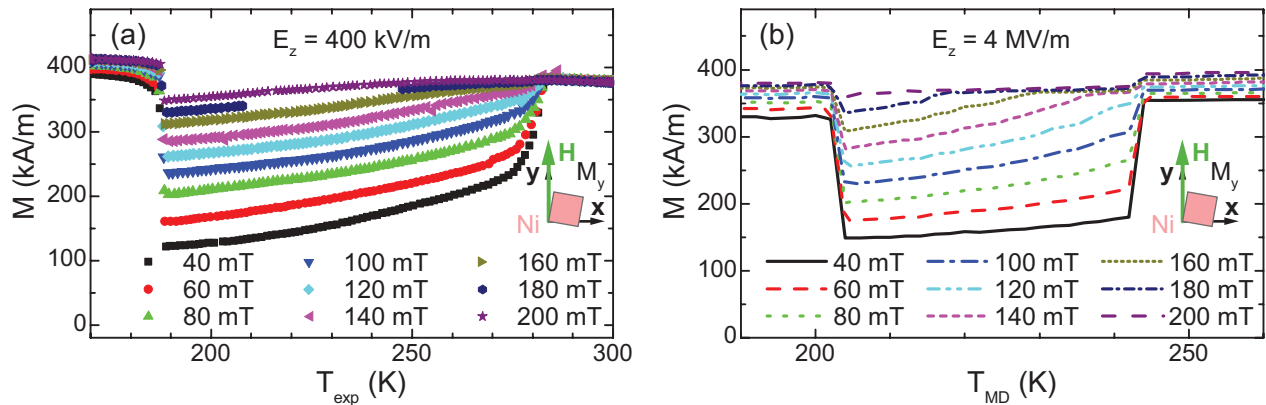 (a)
E_z = 400 kV/m
M (kA/m)
400
300
200
100
0
H
y
M_y
x
Ni
40 mT 100 mT 160 mT
60 mT 120 mT 180 mT
80 mT 140 mT 200 mT
200 250 300
T_exp (K)
(b)
E_z = 4 MV/m
M (kA/m)
400
300
200
100
0
H
y
M_y
x
Ni
40 mT 100 mT 160 mT
60 mT 120 mT 180 mT
80 mT 140 mT 200 mT
200 250
T_MD (K)